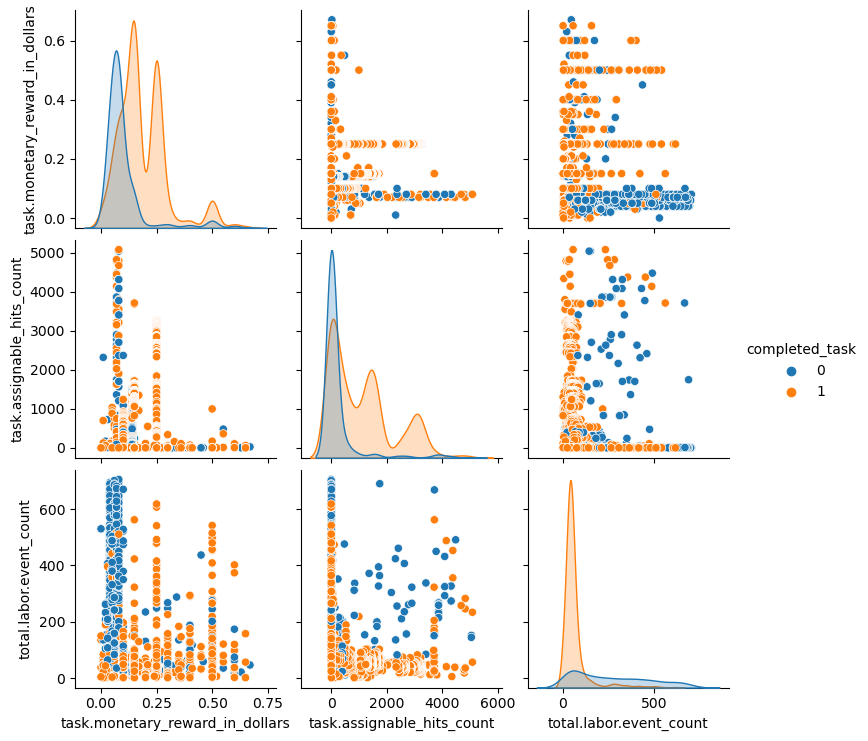 task.monetary_reward_in_dollars
0.6
0.4
0.2
0.0
task.assignable_hits_count
5000
4000
3000
2000
1000
0
completed_task
0
1
total.labor.event_count
600
400
200
0
0.00 0.25 0.50 0.75
0 2000 4000 6000
0 500
task.monetary_reward_in_dollars
task.assignable_hits_count
total.labor.event_count